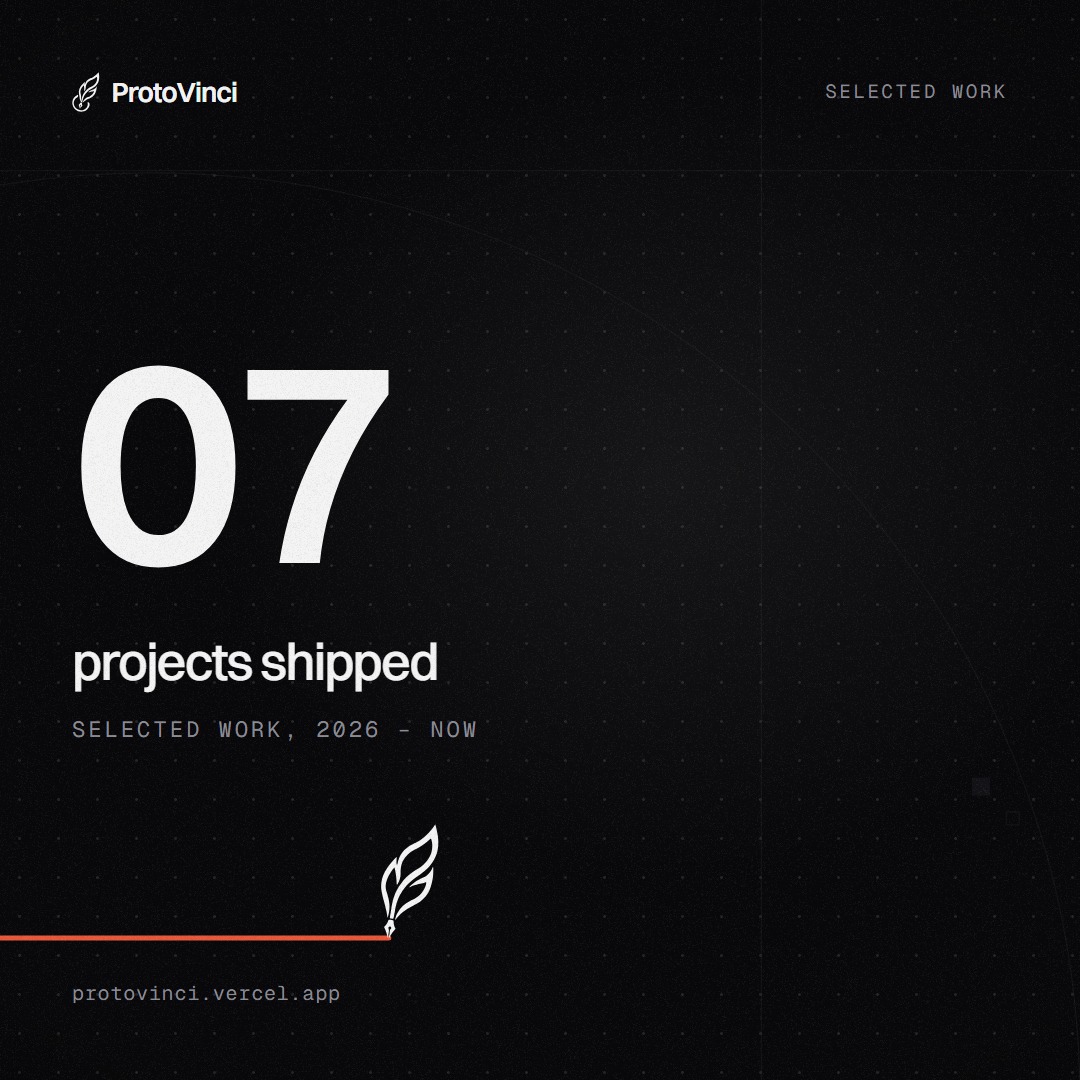 ProtoVinci
SELECTED WORK
07
projects shipped
SELECTED WORK, 2026 – NOW
protovinci.vercel.app